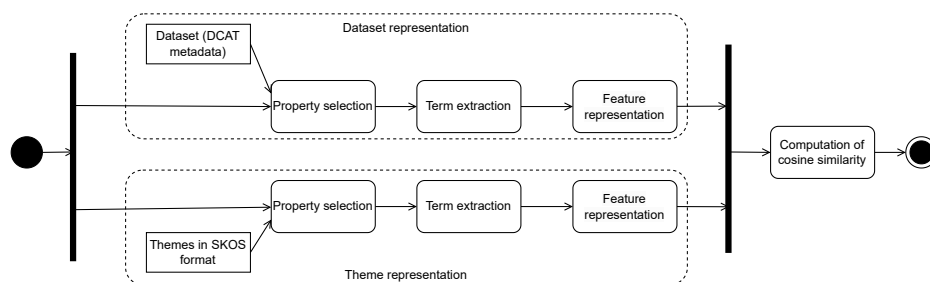 Dataset representation
Dataset (DCAT
metadata)
Property selection
Term extraction
Feature
representation
Computation of
cosine similarity
Property selection
Term extraction
Feature
representation
Themes in SKOS
format
Theme representation